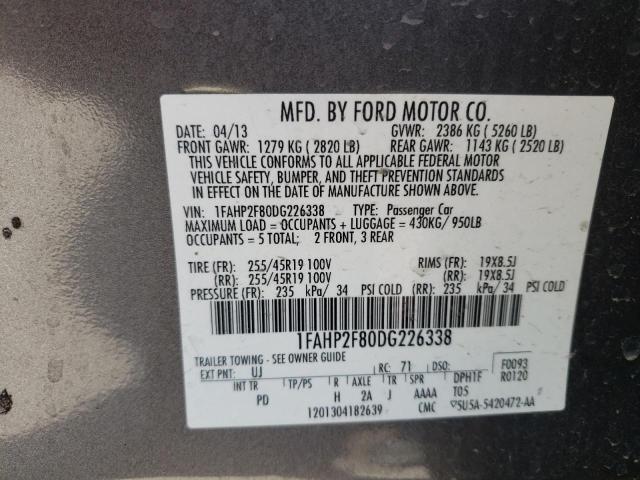 MFD. BY FORD MOTOR CO.
DATE: 04/13 GVWR: 2386 KG ( 5260 LB)
FRONT GAWR: 1279 KG ( 2820 LB) REAR GAWR: 1143 KG ( 2520 LB)
THIS VEHICLE CONFORMS TO ALL APPLICABLE FEDERAL MOTOR
VEHICLE SAFETY, BUMPER, AND THEFT PREVENTION STANDARDS
IN EFFECT ON THE DATE OF MANUFACTURE SHOWN ABOVE.
VIN: 1FAHP2F80DG226338 TYPE: Passenger Car
MAXIMUM LOAD = OCCUPANTS + LUGGAGE = 430KG/ 950LB
OCCUPANTS = 5 TOTAL; 2 FRONT, 3 REAR
TIRE (FR): 255/45R19 100V RIMS (FR): 19X8.5J
(RR): 255/45R19 100V (RR): 19X8.5J
PRESSURE (FR): 235 kPa/ 34 PSI COLD (RR): 235 kPa/ 34 PSI COLD
1FAHP2F80DG226338
TRAILER TOWING - SEE OWNER GUIDE
EXT PNT: UJ RC: 71 DSO: F0093
R0120
INT TR TP/PS R AXLE TR SPR DPHTF
PD H 2A J AAAA T05
1201304182639 CMC ▽SU5A-5420472-AA